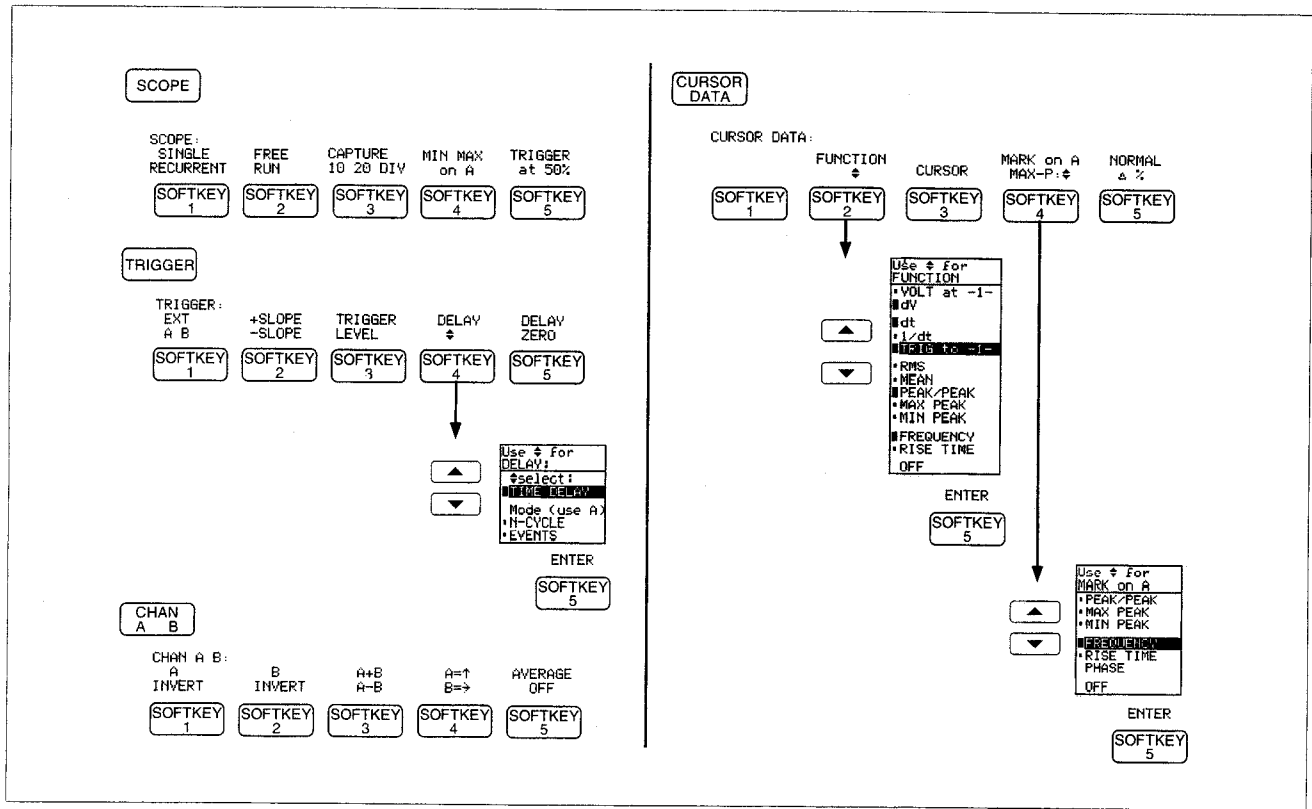 SCOPE
SCOPE:
SINGLE
RECURRENT
FREE
RUN
CAPTURE
10 20 DIV
MIN MAX
on A
TRIGGER
at 50%
SOFTKEY
1
SOFTKEY
2
SOFTKEY
3
SOFTKEY
4
SOFTKEY
5
TRIGGER
TRIGGER:
EXT
A B
+SLOPE
-SLOPE
TRIGGER
LEVEL
DELAY
♦
DELAY
ZERO
SOFTKEY
1
SOFTKEY
2
SOFTKEY
3
SOFTKEY
4
SOFTKEY
5
▲
▼
Use ♦ for
DELAY:
♦select:
TIME DELAY
Mode (use A)
N-CYCLE
EVENTS
ENTER
SOFTKEY
5
CHAN
A B
CHAN A B:
A
INVERT
B
INVERT
A+B
A-B
A=↑
B=→
AVERAGE
OFF
SOFTKEY
1
SOFTKEY
2
SOFTKEY
3
SOFTKEY
4
SOFTKEY
5
CURSOR
DATA
CURSOR DATA:
FUNCTION
♦
CURSOR
MARK on A
MAX-P:♦
NORMAL
△ %
SOFTKEY
1
SOFTKEY
2
SOFTKEY
3
SOFTKEY
4
SOFTKEY
5
▲
▼
Use ♦ for
FUNCTION
VOLT at -1-
dV
dt
1/dt
TRIG to -1-
RMS
MEAN
PEAK/PEAK
MAX PEAK
MIN PEAK
FREQUENCY
RISE TIME
OFF
ENTER
SOFTKEY
5
▲
▼
Use ♦ for
MARK on A
PEAK/PEAK
MAX PEAK
MIN PEAK
FREQUENCY
RISE TIME
PHASE
OFF
ENTER
SOFTKEY
5